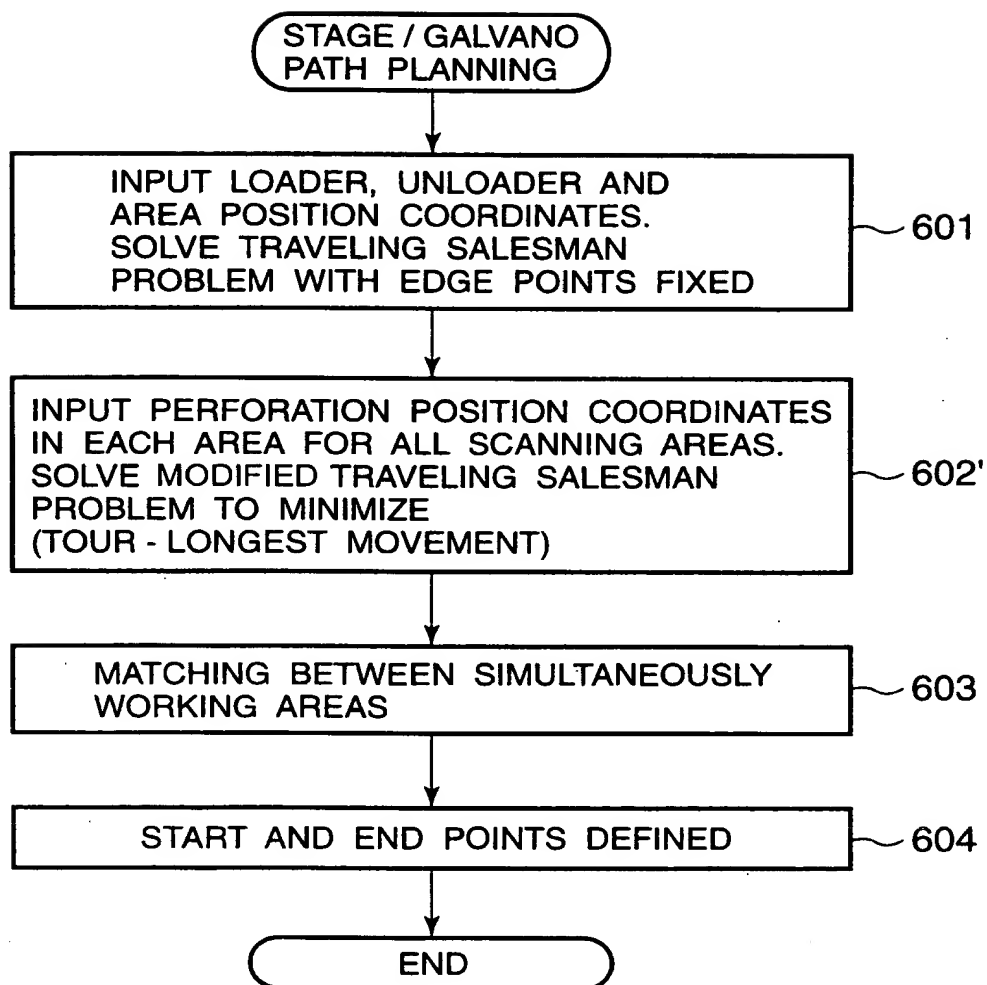 STAGE / GALVANO
PATH PLANNING
INPUT LOADER, UNLOADER AND
AREA POSITION COORDINATES.
SOLVE TRAVELING SALESMAN
PROBLEM WITH EDGE POINTS FIXED
601
INPUT PERFORATION POSITION COORDINATES
IN EACH AREA FOR ALL SCANNING AREAS.
SOLVE MODIFIED TRAVELING SALESMAN
PROBLEM TO MINIMIZE
(TOUR - LONGEST MOVEMENT)
602'
MATCHING BETWEEN SIMULTANEOUSLY
WORKING AREAS
603
START AND END POINTS DEFINED
604
END